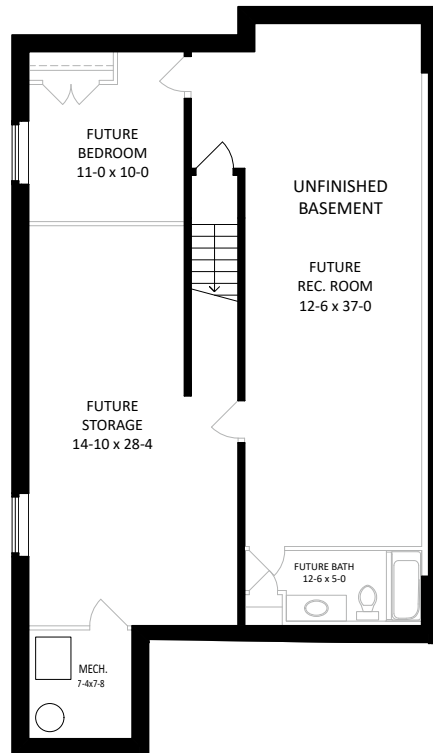 FUTURE
BEDROOM
11-0 x 10-0
UNFINISHED
BASEMENT
FUTURE
REC. ROOM
12-6 x 37-0
FUTURE
STORAGE
14-10 x 28-4
FUTURE BATH
12-6 x 5-0
MECH.
7-4x7-8